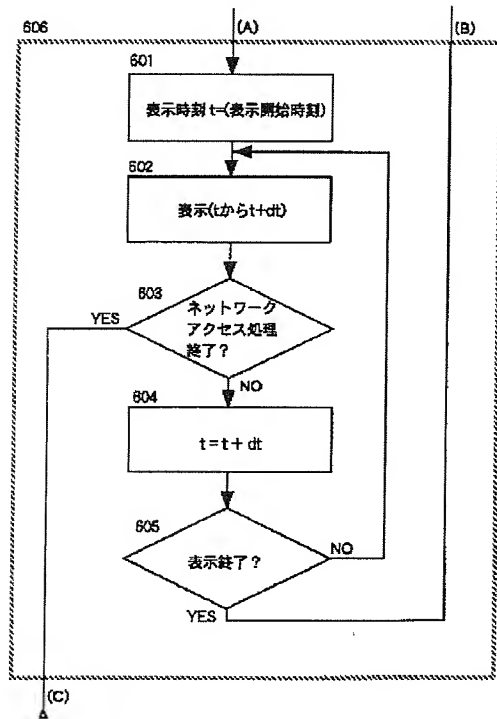 606
(A)
(B)
601
表示時刻 t=(表示開始時刻)
602
表示(tからt+dt)
603
ネットワーク
アクセス処理
終了？
YES
NO
604
t = t + dt
605
表示終了？
NO
YES
(C)